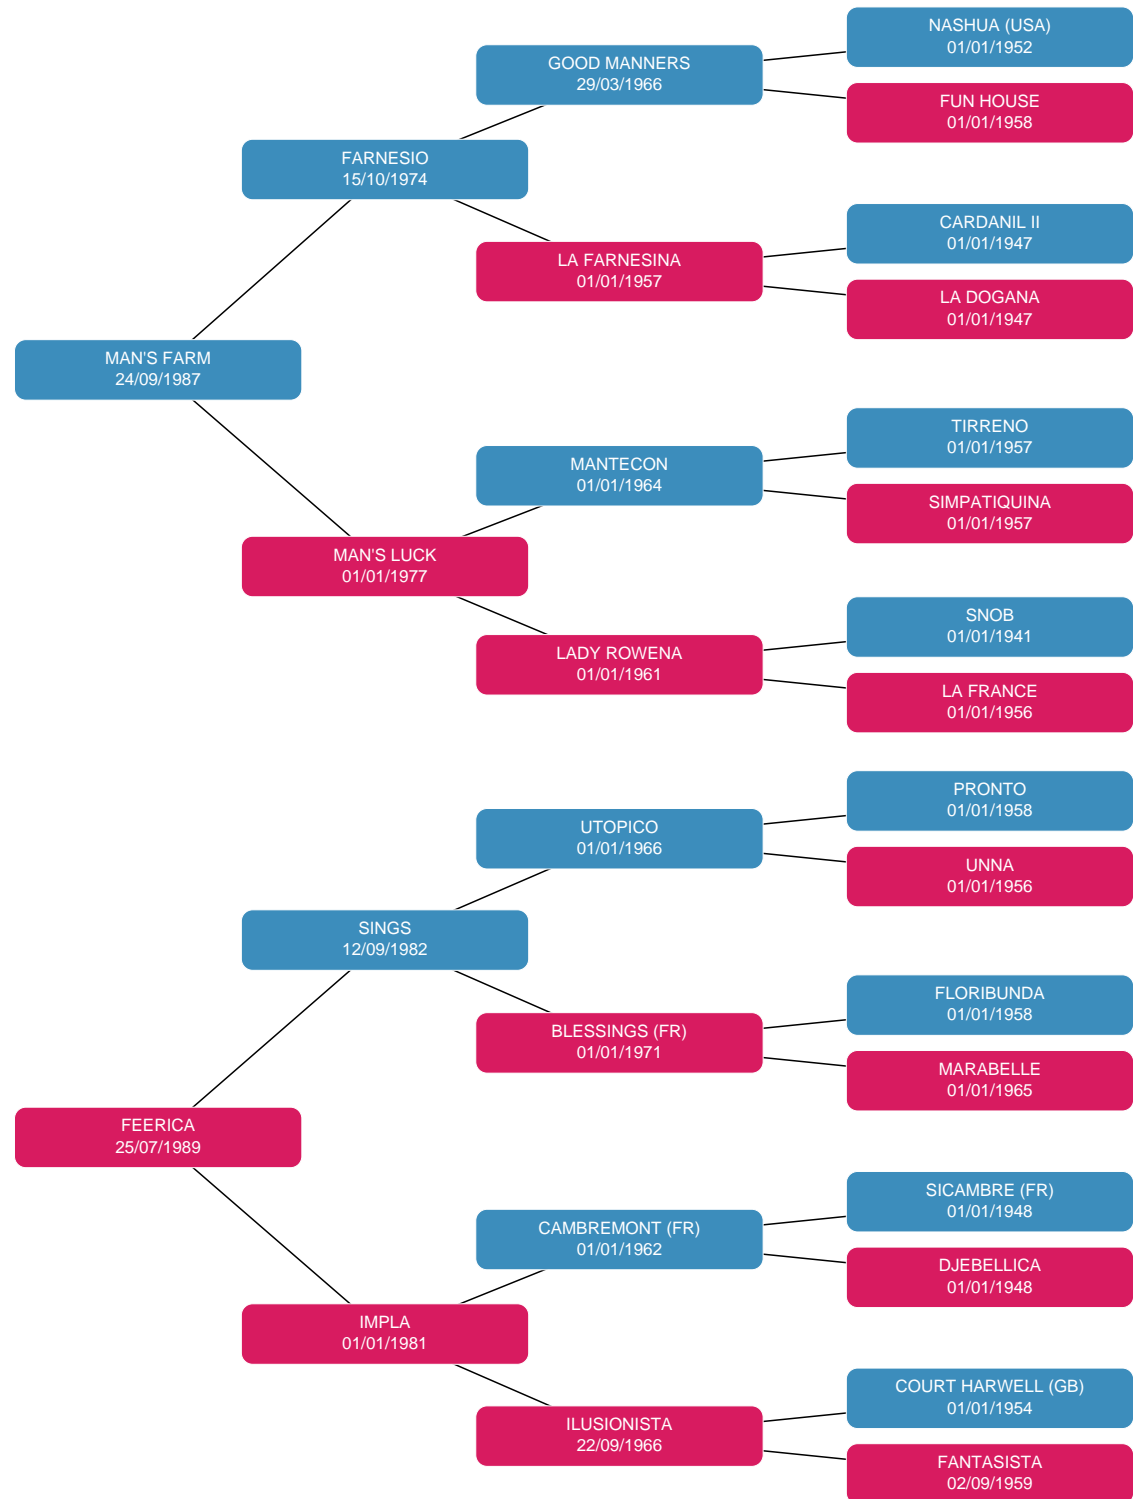 NASHUA (USA)
01/01/1952
GOOD MANNERS
29/03/1966
FUN HOUSE
01/01/1958
FARNESIO
15/10/1974
CARDANIL II
01/01/1947
LA FARNESINA
01/01/1957
LA DOGANA
01/01/1947
MAN'S FARM
24/09/1987
TIRRENO
01/01/1957
MANTECON
01/01/1964
SIMPATIQUINA
01/01/1957
MAN'S LUCK
01/01/1977
SNOB
01/01/1941
LADY ROWENA
01/01/1961
LA FRANCE
01/01/1956
PRONTO
01/01/1958
UTOPICO
01/01/1966
UNNA
01/01/1956
SINGS
12/09/1982
FLORIBUNDA
01/01/1958
BLESSINGS (FR)
01/01/1971
MARABELLE
01/01/1965
FEERICA
25/07/1989
SICAMBRE (FR)
01/01/1948
CAMBREMONT (FR)
01/01/1962
DJEBELLICA
01/01/1948
IMPLA
01/01/1981
COURT HARWELL (GB)
01/01/1954
ILUSIONISTA
22/09/1966
FANTASISTA
02/09/1959